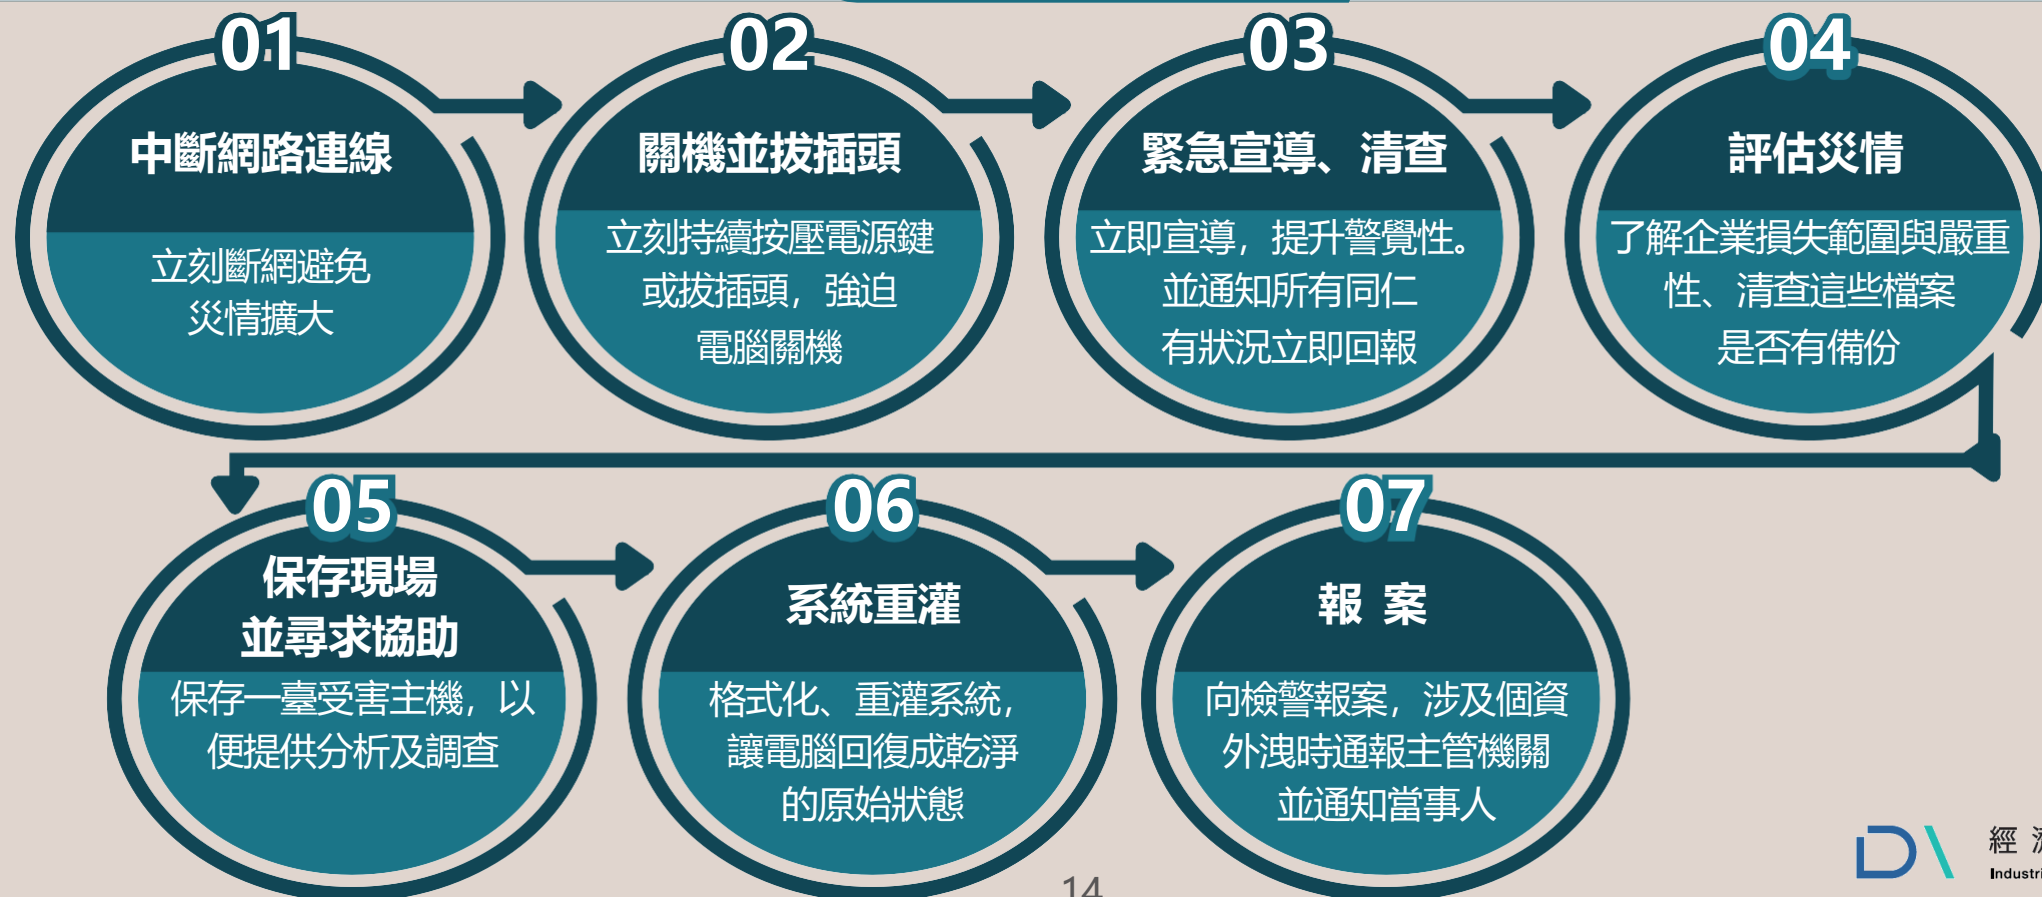 01
中斷網路連線
立刻斷網避免
災情擴大
02
關機並拔插頭
立刻持續按壓電源鍵
或拔插頭，強迫
電腦關機
03
緊急宣導、清查
立即宣導，提升警覺性。
並通知所有同仁
有狀況立即回報
04
評估災情
了解企業損失範圍與嚴重
性、清查這些檔案
是否有備份
05
保存現場
並尋求協助
保存一臺受害主機，以
便提供分析及調查
06
系統重灌
格式化、重灌系統，
讓電腦回復成乾淨
的原始狀態
07
報 案
向檢警報案，涉及個資
外洩時通報主管機關
並通知當事人
14
經
Industri